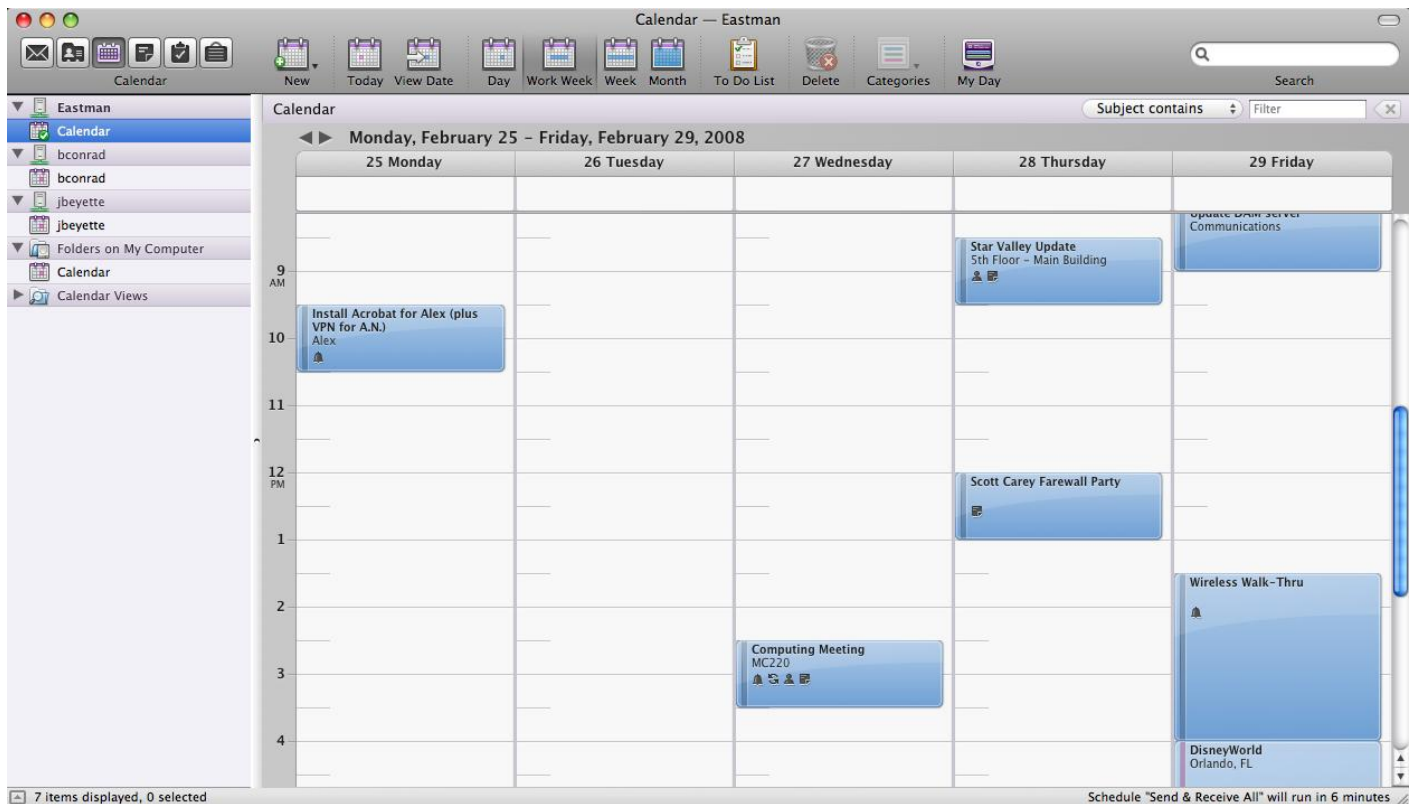 Calendar — Eastman
Calendar
New Today View Date Day Work Week Week Month To Do List Delete Categories My Day Search
Eastman
Calendar
bconrad
bconrad
jbeyette
jbeyette
Folders on My Computer
Calendar
Calendar Views
Calendar
Subject contains Filter
Monday, February 25 – Friday, February 29, 2008
25 Monday 26 Tuesday 27 Wednesday 28 Thursday 29 Friday
Update DAM server
Communications
Star Valley Update
5th Floor – Main Building
9
AM
Install Acrobat for Alex (plus
VPN for A.N.)
Alex
10
11
12
PM
Scott Carey Farewall Party
1
Wireless Walk-Thru
2
Computing Meeting
MC220
3
4
DisneyWorld
Orlando, FL
7 items displayed, 0 selected
Schedule "Send & Receive All" will run in 6 minutes